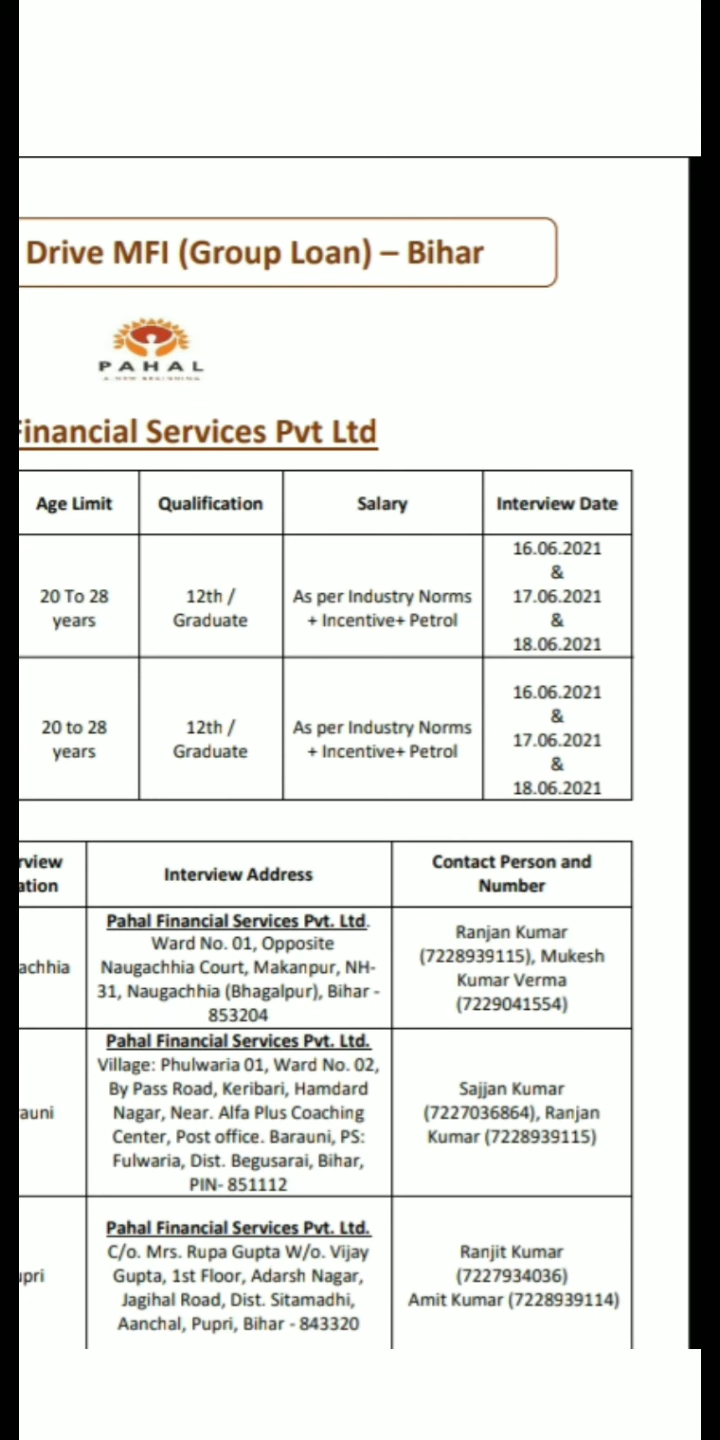 Drive MFI (Group Loan) – Bihar
PAHAL
A NEW BEGINNING
Financial Services Pvt Ltd
Age Limit Qualification Salary Interview Date
20 To 28 years 12th / Graduate As per Industry Norms + Incentive+ Petrol 16.06.2021 & 17.06.2021 & 18.06.2021
20 to 28 years 12th / Graduate As per Industry Norms + Incentive+ Petrol 16.06.2021 & 17.06.2021 & 18.06.2021
rview
ation
Interview Address
Contact Person and
Number
achhia
Pahal Financial Services Pvt. Ltd.
Ward No. 01, Opposite
Naugachhia Court, Makanpur, NH-
31, Naugachhia (Bhagalpur), Bihar -
853204
Ranjan Kumar
(7228939115), Mukesh
Kumar Verma
(7229041554)
auni
Pahal Financial Services Pvt. Ltd.
Village: Phulwaria 01, Ward No. 02,
By Pass Road, Keribari, Hamdard
Nagar, Near. Alfa Plus Coaching
Center, Post office. Barauni, PS:
Fulwaria, Dist. Begusarai, Bihar,
PIN- 851112
Sajjan Kumar
(7227036864), Ranjan
Kumar (7228939115)
upri
Pahal Financial Services Pvt. Ltd.
C/o. Mrs. Rupa Gupta W/o. Vijay
Gupta, 1st Floor, Adarsh Nagar,
Jagihal Road, Dist. Sitamadhi,
Aanchal, Pupri, Bihar - 843320
Ranjit Kumar
(7227934036)
Amit Kumar (7228939114)